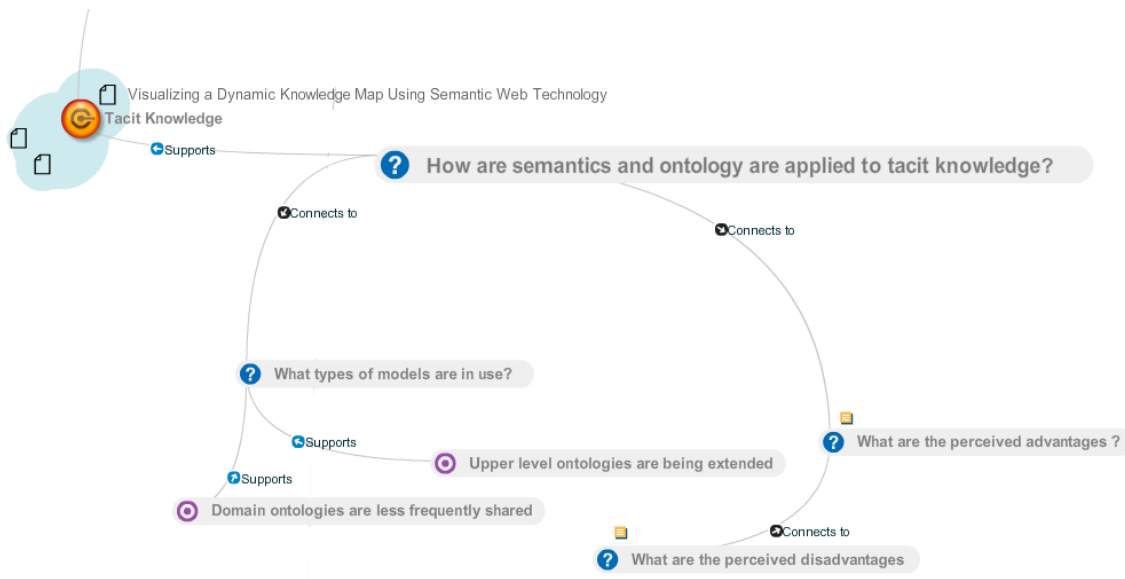 Visualizing a Dynamic Knowledge Map Using Semantic Web Technology
Tacit Knowledge
Supports
How are semantics and ontology are applied to tacit knowledge?
Connects to
Connects to
What types of models are in use?
What are the perceived advantages ?
Supports
Upper level ontologies are being extended
Supports
Domain ontologies are less frequently shared
Connects to
What are the perceived disadvantages